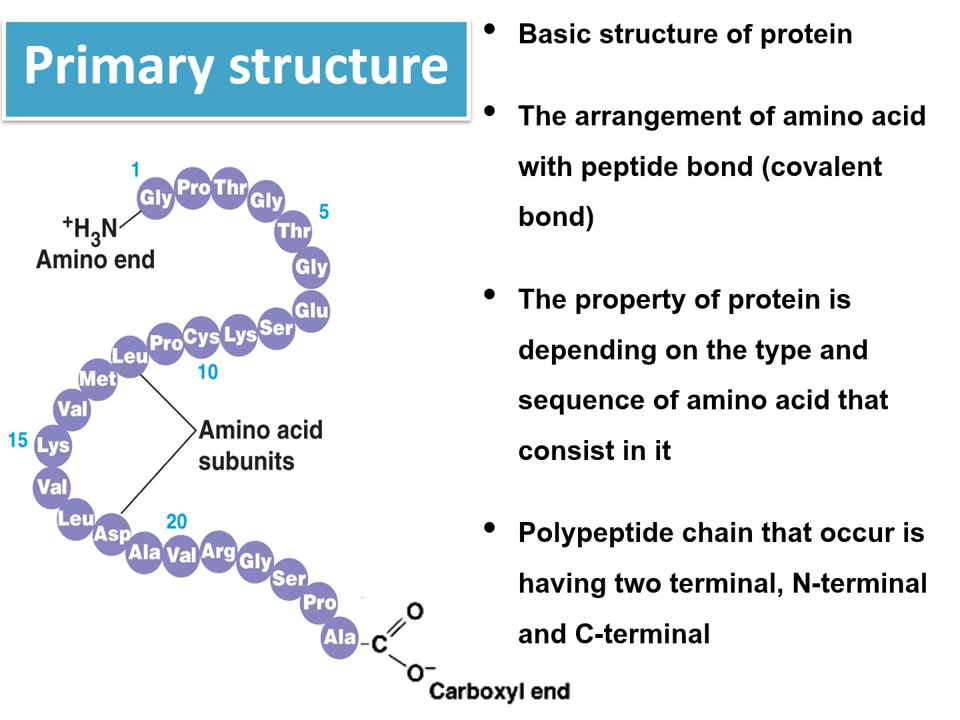 Primary structure
1
Gly
Pro
Thr
Gly
5
Thr
Gly
Glu
Ser
Lys
Cys
10
Pro
Leu
Met
Val
15
Lys
Val
Leu
Asp
Ala
20
Val
Arg
Gly
Ser
Pro
Ala
+H3N
Amino end
Amino acid
subunits
C
O
O−
Carboxyl end
• Basic structure of protein
• The arrangement of amino acid
with peptide bond (covalent
bond)
• The property of protein is
depending on the type and
sequence of amino acid that
consist in it
• Polypeptide chain that occur is
having two terminal, N-terminal
and C-terminal